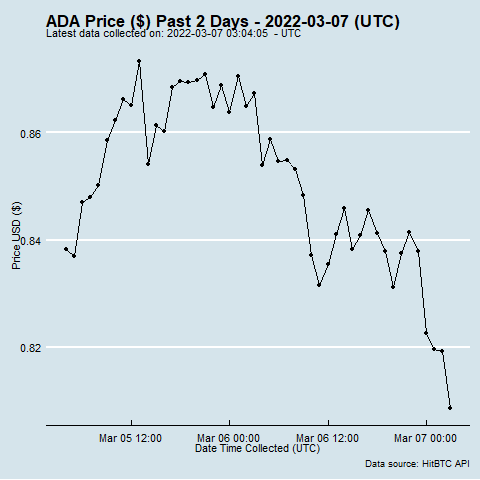 ADA Price ($) Past 2 Days - 2022-03-07 (UTC)
Latest data collected on: 2022-03-07 03:04:05 - UTC
0.86
0.84
0.82
Price USD ($)
Mar 05 12:00
Mar 06 00:00
Mar 06 12:00
Mar 07 00:00
Date Time Collected (UTC)
Data source: HitBTC API